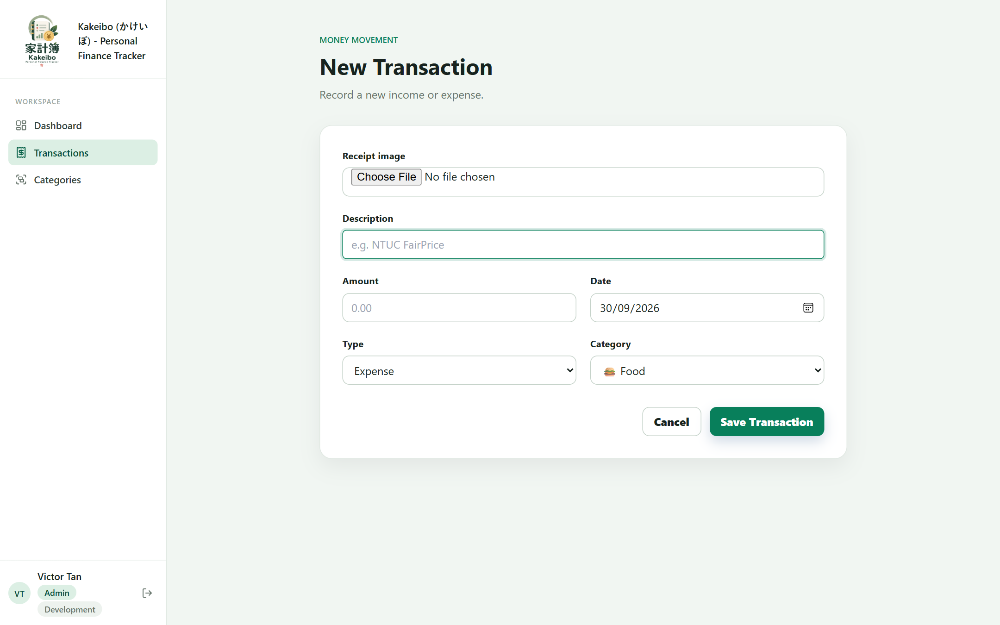 家計簿
Kakeibo
Personal Finance Tracker
Kakeibo (かけい
ぼ) - Personal
Finance Tracker
WORKSPACE
Dashboard
Transactions
Categories
Victor Tan
VT
Admin
Development
MONEY MOVEMENT
New Transaction
Record a new income or expense.
Receipt image
Choose File No file chosen
Description
e.g. NTUC FairPrice
Amount
Date
0.00
30/09/2026
Type
Category
Expense
Food
Cancel
Save Transaction